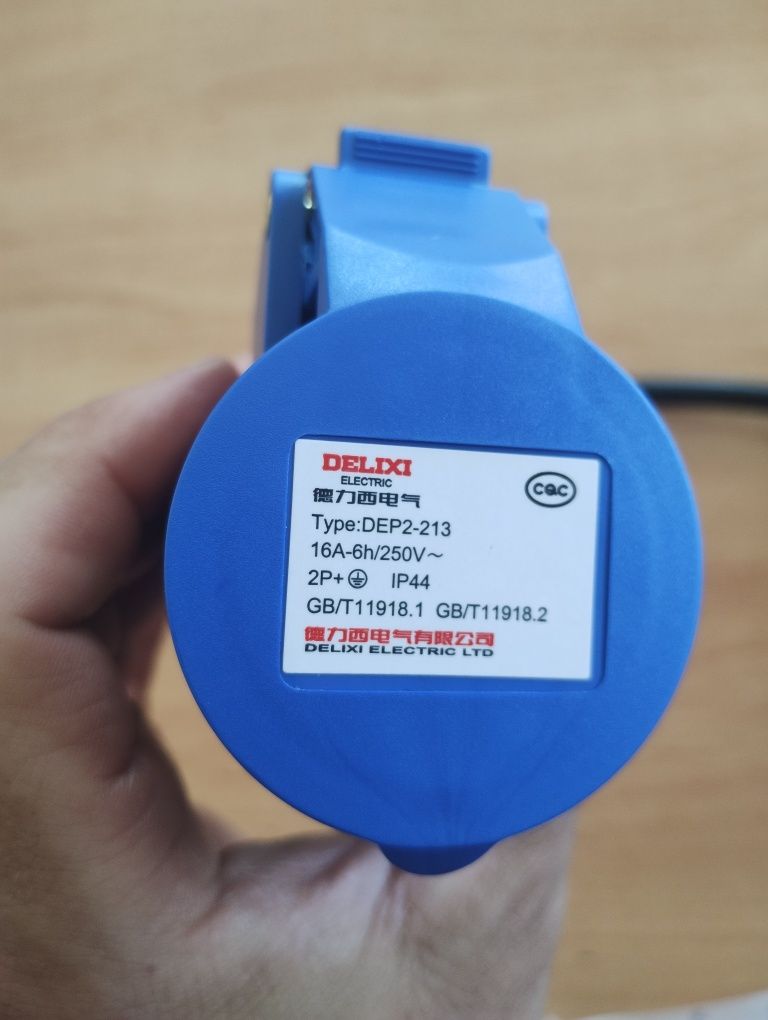 DELIXI
ELECTRIC
德力西电气
CQC
Type:DEP2-213
16A-6h/250V～
2P+⏚ IP44
GB/T11918.1 GB/T11918.2
德力西电气有限公司
DELIXI ELECTRIC LTD